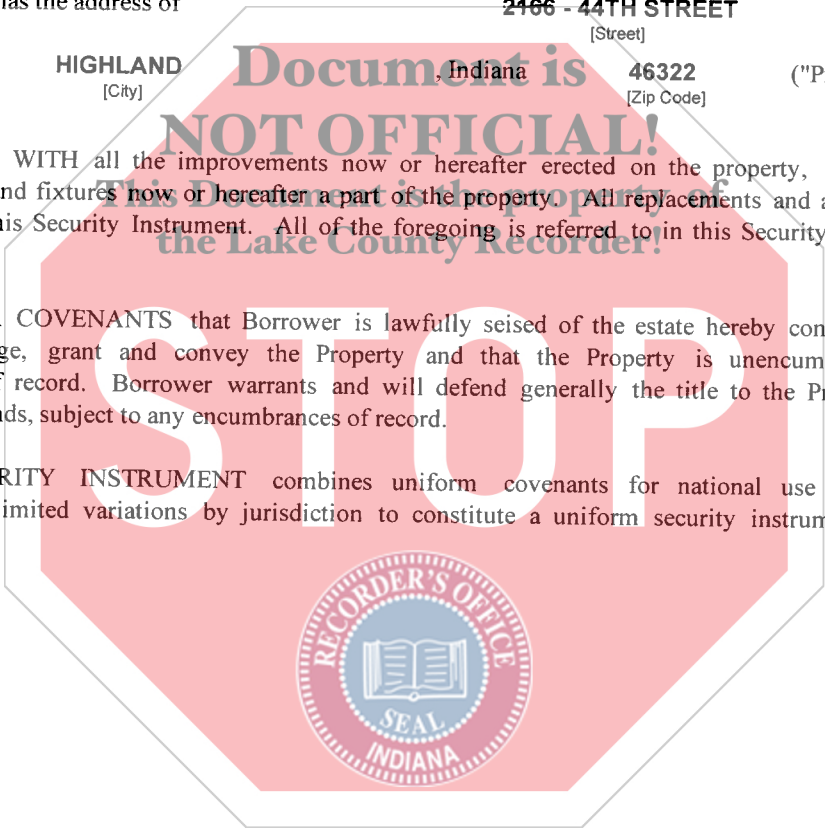 has the address of 2166 - 44TH STREET
[Street]
HIGHLAND , Indiana 46322 ("P
[City] [Zip Code]
Document is
NOT OFFICIAL!
WITH all the improvements now or hereafter erected on the property,
nd fixtures now or hereafter a part of the property. All replacements and a
This Document is the property of
is Security Instrument. All of the foregoing is referred to in this Security
the Lake County Recorder!
COVENANTS that Borrower is lawfully seised of the estate hereby con
ge, grant and convey the Property and that the Property is unencum
f record. Borrower warrants and will defend generally the title to the Pr
nds, subject to any encumbrances of record.
STOP
RITY INSTRUMENT combines uniform covenants for national use
imited variations by jurisdiction to constitute a uniform security instrum
RECORDER'S OFFICE
SEAL
INDIANA